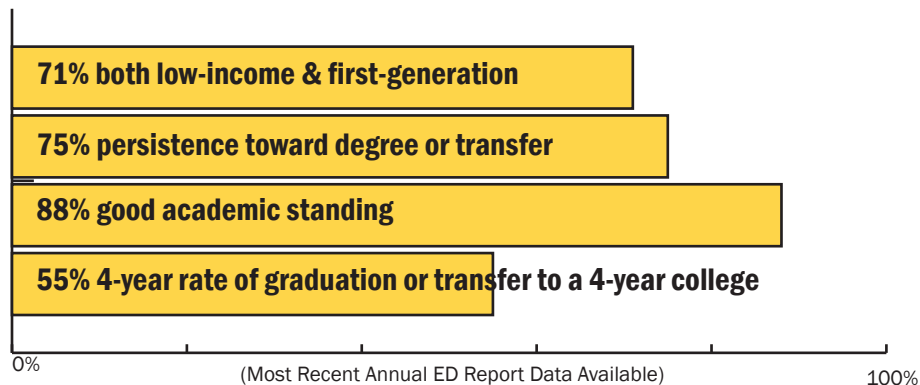 71% both low-income & first-generation
75% persistence toward degree or transfer
88% good academic standing
55% 4-year rate of graduation or transfer to a 4-year college
0%
(Most Recent Annual ED Report Data Available)
100%